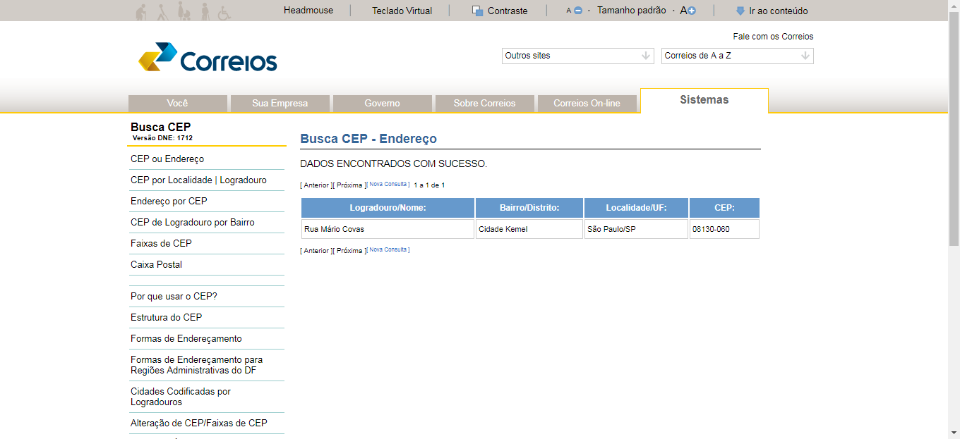 Headmouse Teclado Virtual Contraste A - Tamanho padrão - A Ir ao conteúdo
Fale com os Correios
Correios
Outros sites Correios de A a Z
Você Sua Empresa Governo Sobre Correios Correios On-line Sistemas
Busca CEP
Versão DNE: 1712
CEP ou Endereço
CEP por Localidade | Logradouro
Endereço por CEP
CEP de Logradouro por Bairro
Faixas de CEP
Caixa Postal
Por que usar o CEP?
Estrutura do CEP
Formas de Endereçamento
Formas de Endereçamento para
Regiões Administrativas do DF
Cidades Codificadas por
Logradouros
Alteração de CEP/Faixas de CEP
Busca CEP - Endereço
DADOS ENCONTRADOS COM SUCESSO.
[ Anterior ][ Próxima ][ Nova Consulta ] 1 a 1 de 1
Logradouro/Nome: Bairro/Distrito: Localidade/UF: CEP:
Rua Mário Covas Cidade Kemel São Paulo/SP 08130-060
[ Anterior ][ Próxima ][ Nova Consulta ]